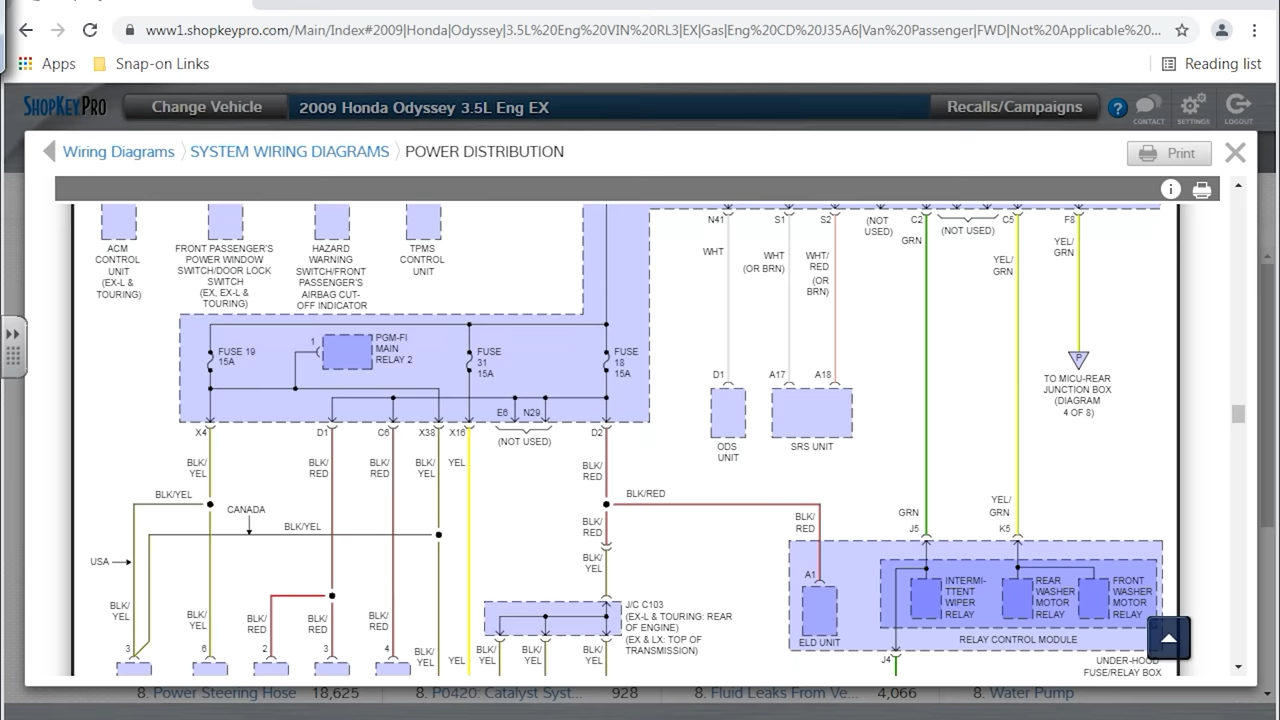 www1.shopkeypro.com/Main/Index#2009|Honda|Odyssey|3.5L%20Eng%20VIN%20RL3|EX|Gas|Eng%20CD%20J35A6|Van%20Passenger|FWD|Not%20Applicable%20...
Apps
Snap-on Links
Reading list
SHOPKEYPRO
Change Vehicle
2009 Honda Odyssey 3.5L Eng EX
Recalls/Campaigns
?
CONTACT
SETTINGS
LOGOUT
Wiring Diagrams
SYSTEM WIRING DIAGRAMS
POWER DISTRIBUTION
Print
i
ACM
CONTROL
UNIT
(EX-L &
TOURING)
FRONT PASSENGER'S
POWER WINDOW
SWITCH/DOOR LOCK
SWITCH
(EX, EX-L &
TOURING)
HAZARD
WARNING
SWITCH/FRONT
PASSENGER'S
AIRBAG CUT-
OFF INDICATOR
TPMS
CONTROL
UNIT
N41
S1
S2
(NOT
USED)
C2
(NOT USED)
C5
F8
WHT
WHT
(OR BRN)
WHT/
RED
(OR
BRN)
GRN
YEL/
GRN
YEL/
GRN
FUSE 19
15A
1
PGM-FI
MAIN
RELAY 2
FUSE
31
15A
FUSE
18
15A
E6
N29
(NOT USED)
X4
D1
C6
X38
X16
D2
D1
A17
A18
ODS
UNIT
SRS UNIT
P
TO MICU-REAR
JUNCTION BOX
(DIAGRAM
4 OF 8)
BLK/
YEL
BLK/
RED
BLK/
RED
BLK/
YEL
YEL
BLK/
RED
BLK/YEL
CANADA
BLK/YEL
USA
BLK/RED
BLK/
RED
BLK/
YEL
BLK/
RED
GRN
J5
YEL/
GRN
K5
A1
ELD UNIT
INTERMI-
TTENT
WIPER
RELAY
REAR
WASHER
MOTOR
RELAY
FRONT
WASHER
MOTOR
RELAY
RELAY CONTROL MODULE
J4
UNDER-HOOD
FUSE/RELAY BOX
J/C C103
(EX-L & TOURING: REAR
OF ENGINE)
(EX & LX: TOP OF
TRANSMISSION)
BLK/
YEL
BLK/
YEL
BLK/
RED
BLK/
RED
BLK/
RED
BLK/
YEL
YEL
BLK/
YEL
BLK/
YEL
BLK/
YEL
3
6
2
3
4
8. Power Steering Hose
18,625
8. P0420: Catalyst Syst...
928
8. Fluid Leaks From Ve...
4,066
8. Water Pump